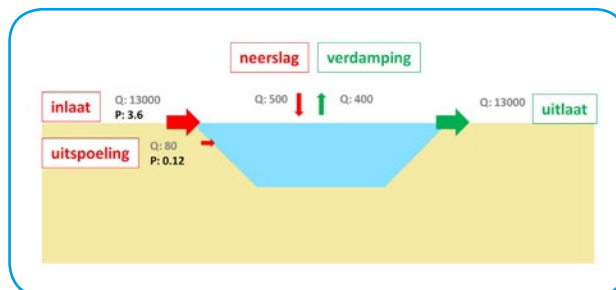 neerslag
verdamping
inlaat
Q: 13000
P: 3.6
Q: 500
Q: 400
Q: 13000
uitlaat
uitspoeling
Q: 80
P: 0.12